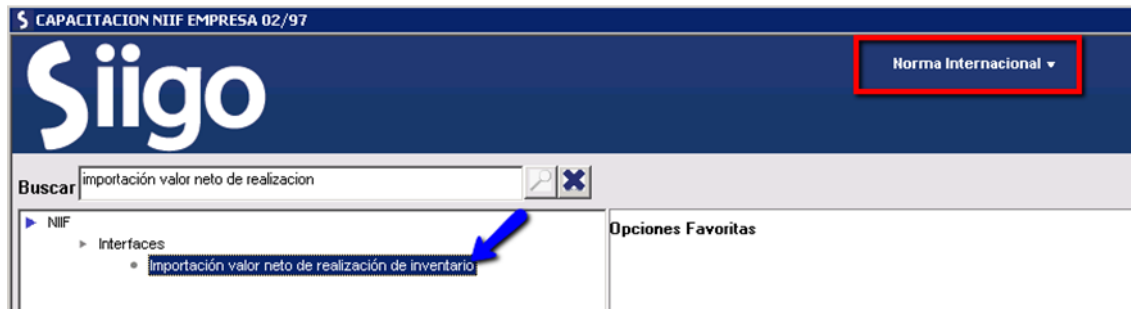 CAPACITACION NIIF EMPRESA 02/97
Siigo
Norma Internacional
Buscar importación valor neto de realizacion
NIIF
Interfaces
Importación valor neto de realización de inventario
Opciones Favoritas